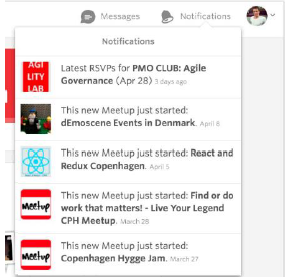 Messages
Notifications
Notifications
AGI
LITY
LAB
Latest RSVPs for PMO CLUB: Agile
Governance (Apr 28) 3 days ago
This new Meetup just started:
dEmoscene Events in Denmark. April 8
This new Meetup just started: React and
Redux Copenhagen. April 5
Meetup
This new Meetup just started: Find or do
work that matters! - Live Your Legend
CPH Meetup. March 28
Meetup
This new Meetup just started:
Copenhagen Hygge Jam. March 27